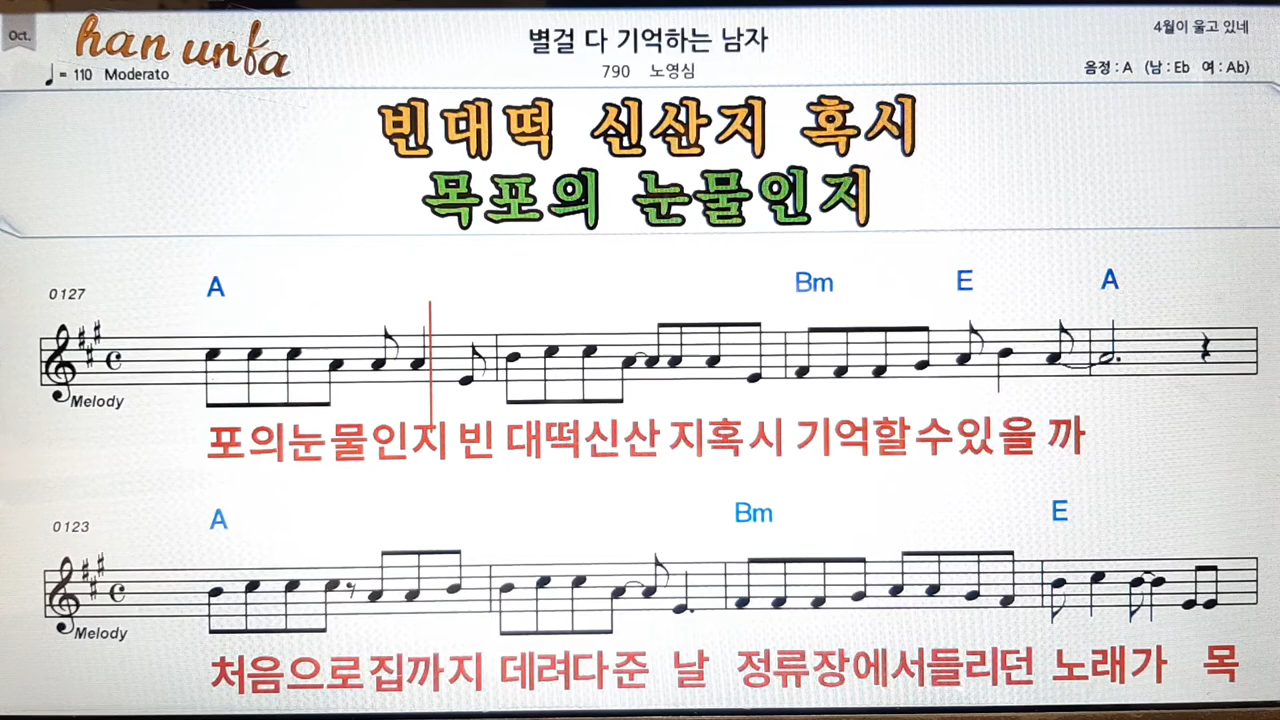 Oct.
han unfa
♩= 110 Moderato
별걸 다 기억하는 남자
790 노영심
4월이 울고 있네
음정 : A (남 : Eb 여 : Ab)
빈대떡 신산지 혹시
목포의 눈물인지
0127
A Bm E A
Melody
포의눈물인지 빈 대떡신산 지혹시 기억할수있을 까
0123
A Bm E
Melody
처음으로집까지 데려다준 날 정류장에서들리던 노래가 목